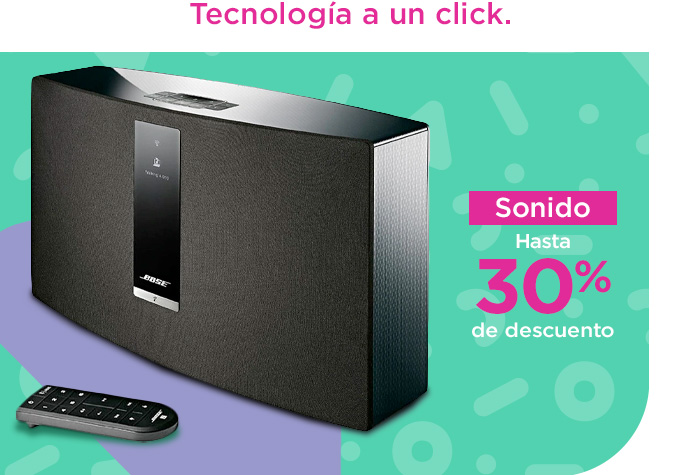 Tecnología a un click.
Sonido
Hasta
30%
de descuento
BOSE